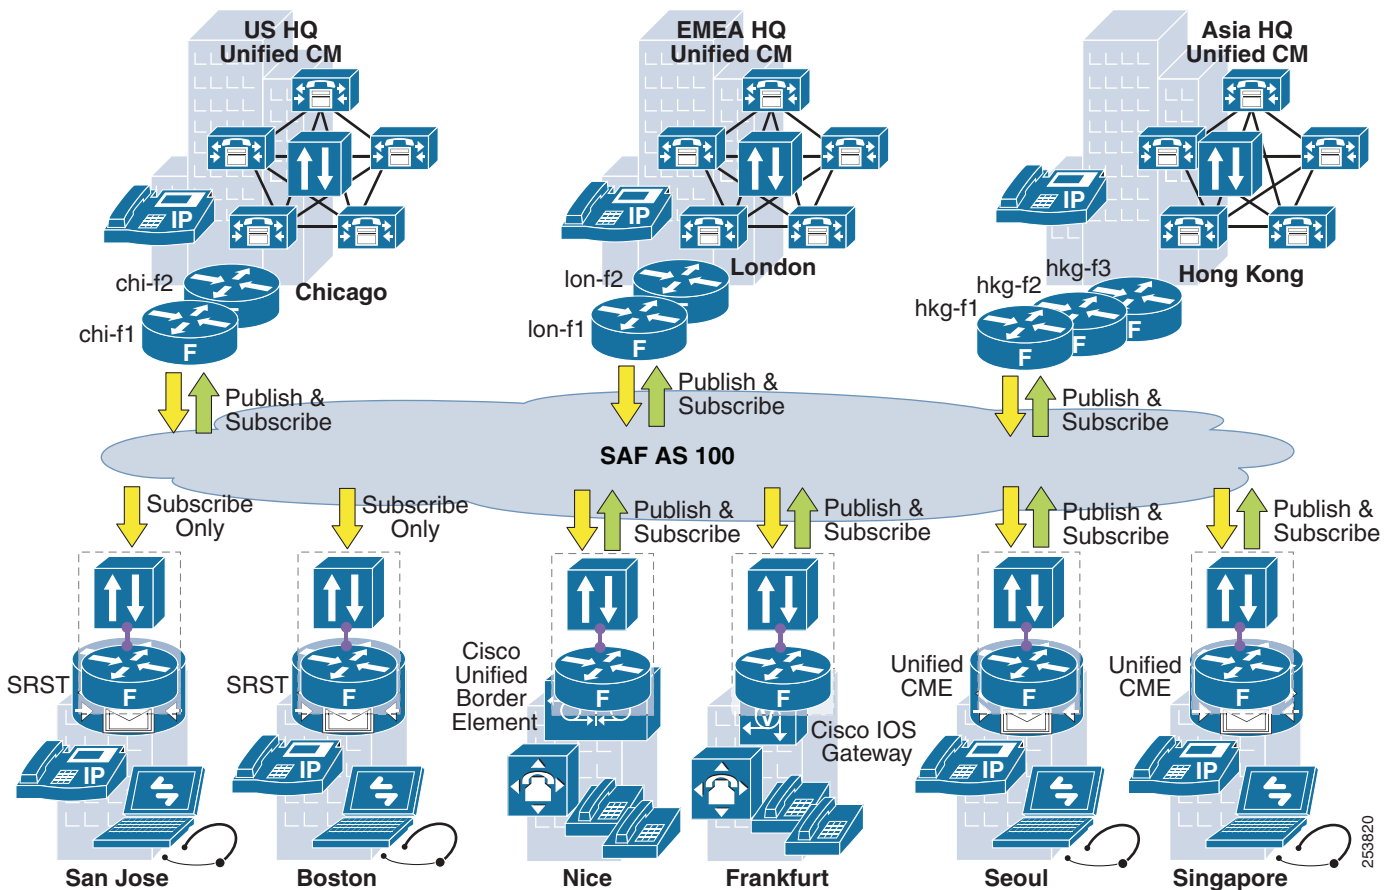 US HQ
Unified CM
EMEA HQ
Unified CM
Asia HQ
Unified CM
IP
IP
IP
chi-f2
chi-f1
F
Chicago
lon-f2
lon-f1
F
London
hkg-f3
hkg-f2
hkg-f1
F
F
F
Hong Kong
Publish &
Subscribe
Publish &
Subscribe
Publish &
Subscribe
SAF AS 100
Subscribe
Only
Subscribe
Only
Publish &
Subscribe
Publish &
Subscribe
Publish &
Subscribe
Publish &
Subscribe
SRST
F
SRST
F
Cisco
Unified
Border
Element
F
F
V
Cisco IOS
Gateway
Unified
CME
F
Unified
CME
F
IP
IP
IP
IP
San Jose
Boston
Nice
Frankfurt
Seoul
Singapore
253820